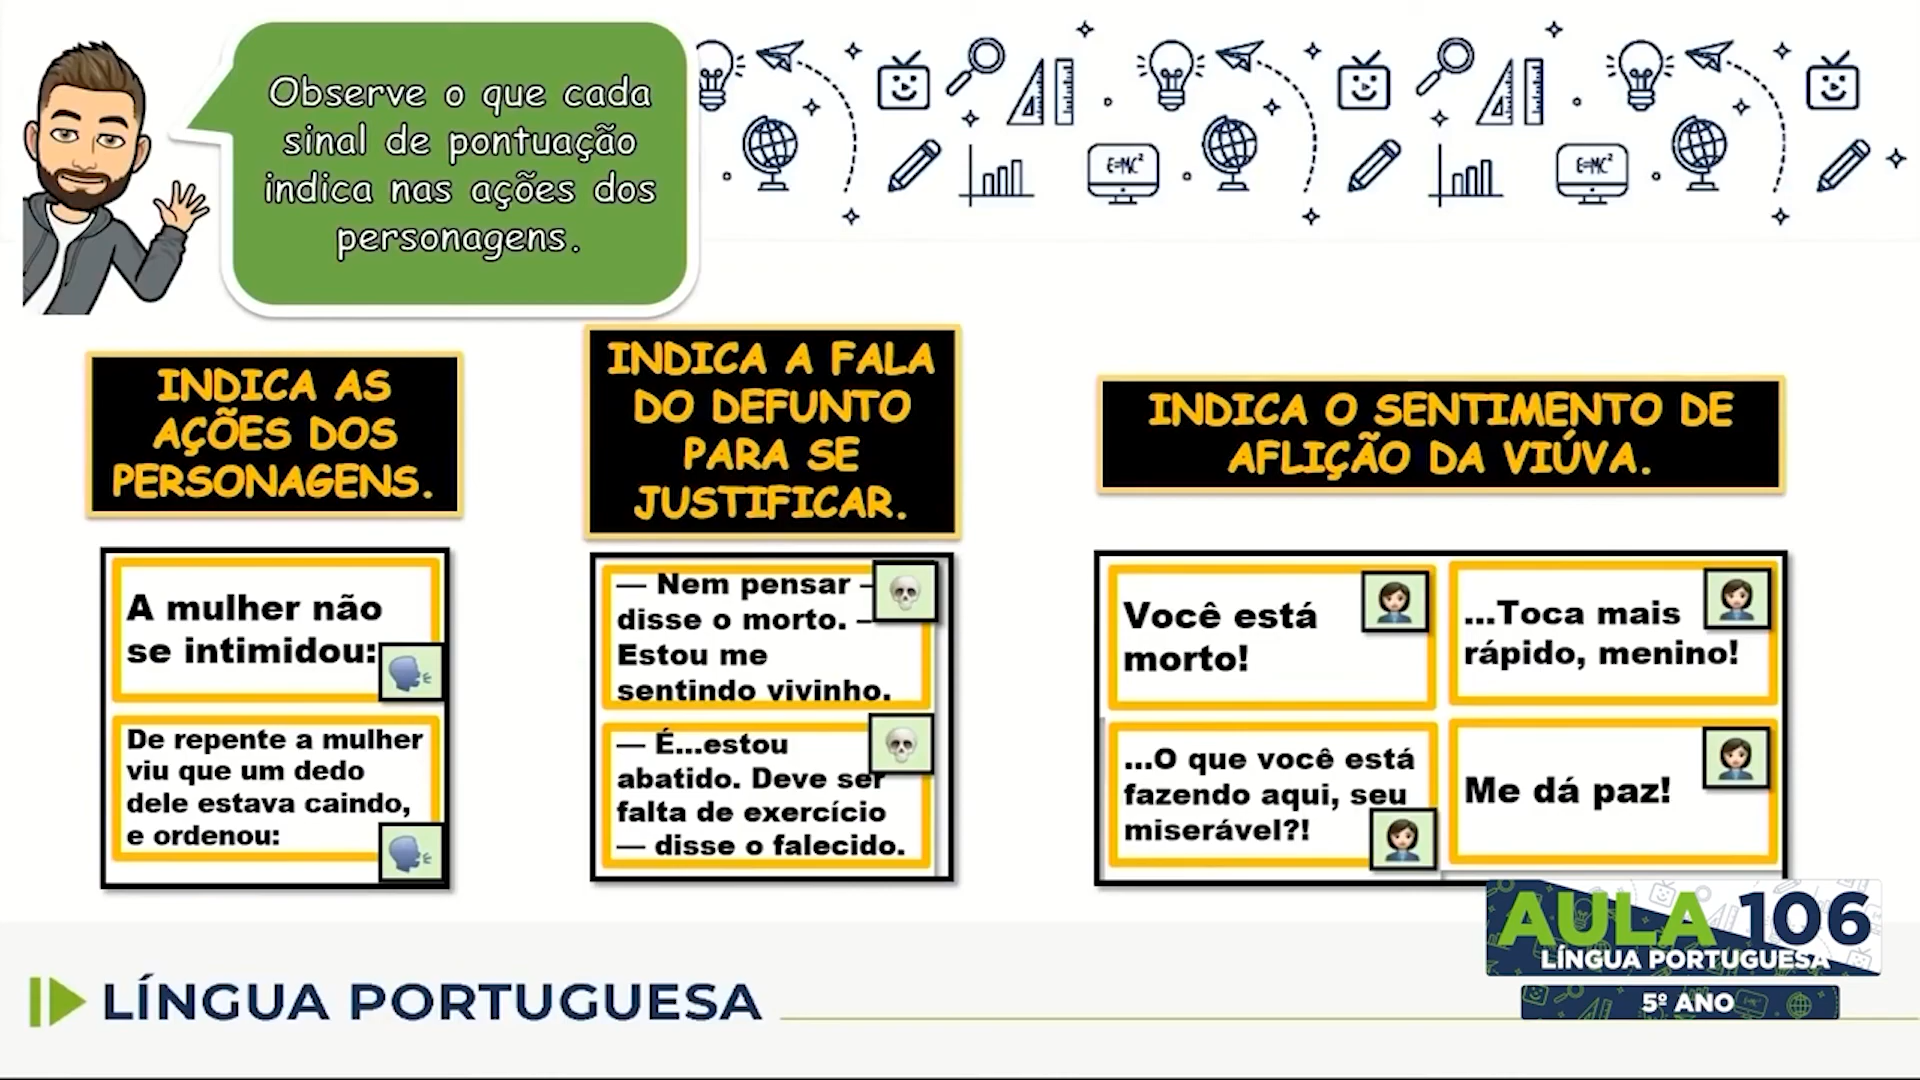 Observe o que cada
sinal de pontuação
indica nas ações dos
personagens.
E=MC²
E=MC²
INDICA AS
AÇÕES DOS
PERSONAGENS.
INDICA A FALA
DO DEFUNTO
PARA SE
JUSTIFICAR.
INDICA O SENTIMENTO DE
AFLIÇÃO DA VIÚVA.
A mulher não
se intimidou:
De repente a mulher
viu que um dedo
dele estava caindo,
e ordenou:
— Nem pensar –
disse o morto. –
Estou me
sentindo vivinho.
— É...estou
abatido. Deve ser
falta de exercício
— disse o falecido.
Você está
morto!
...Toca mais
rápido, menino!
...O que você está
fazendo aqui, seu
miserável?!
Me dá paz!
AULA 106
LÍNGUA PORTUGUESA
5º ANO
LÍNGUA PORTUGUESA